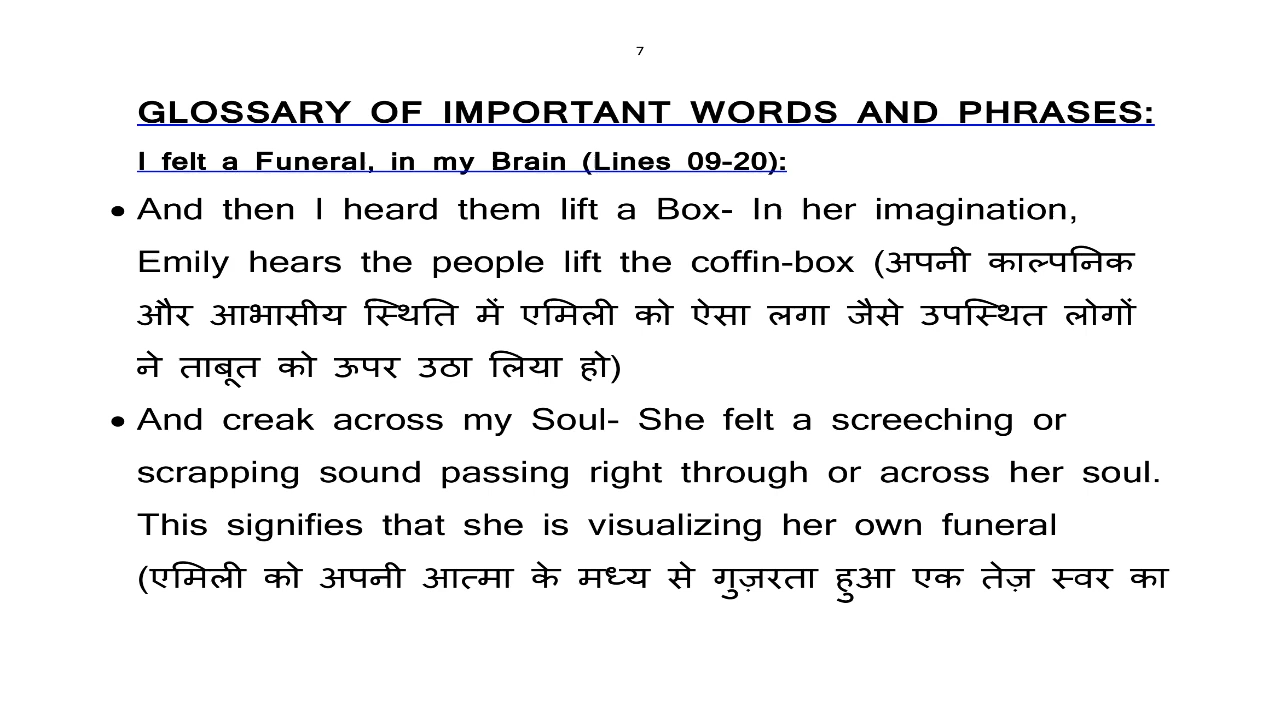 7
GLOSSARY OF IMPORTANT WORDS AND PHRASES:
I felt a Funeral, in my Brain (Lines 09-20):
• And then I heard them lift a Box- In her imagination,
Emily hears the people lift the coffin-box (अपनी काल्पनिक
और आभासीय स्थिति में एमिली को ऐसा लगा जैसे उपस्थित लोगों
ने ताबूत को ऊपर उठा लिया हो)
• And creak across my Soul- She felt a screeching or
scrapping sound passing right through or across her soul.
This signifies that she is visualizing her own funeral
(एमिली को अपनी आत्मा के मध्य से गुज़रता हुआ एक तेज़ स्वर का